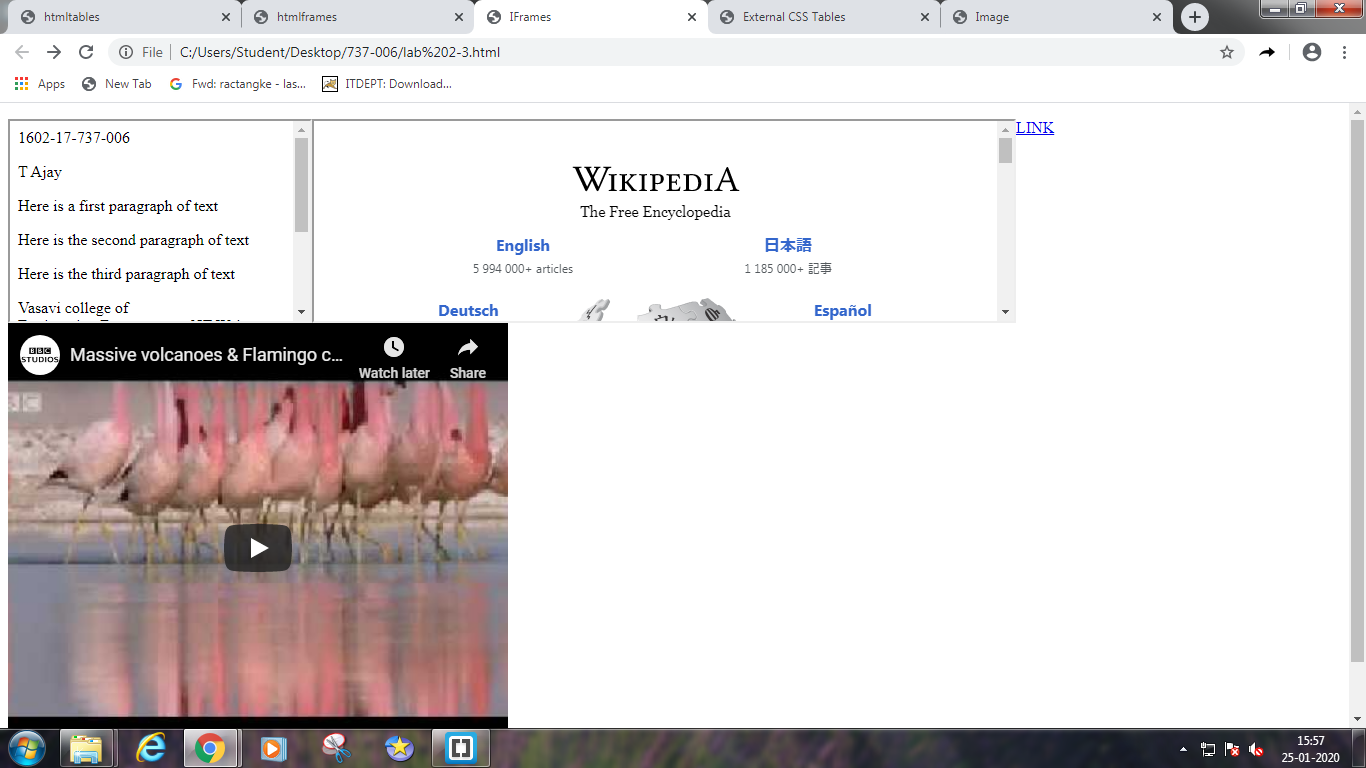 htmltables
htmlframes
IFrames
External CSS Tables
Image
File
C:/Users/Student/Desktop/737-006/lab%202-3.html
Apps
New Tab
Fwd: ractangke - las...
ITDEPT: Download...
1602-17-737-006
T Ajay
Here is a first paragraph of text
Here is the second paragraph of text
Here is the third paragraph of text
Vasavi college of
WIKIPEDIA
The Free Encyclopedia
English
日本語
5 994 000+ articles
1 185 000+ 記事
Deutsch
Español
LINK
BBC
STUDIOS
Massive volcanoes & Flamingo c...
Watch later
Share
15:57
25-01-2020